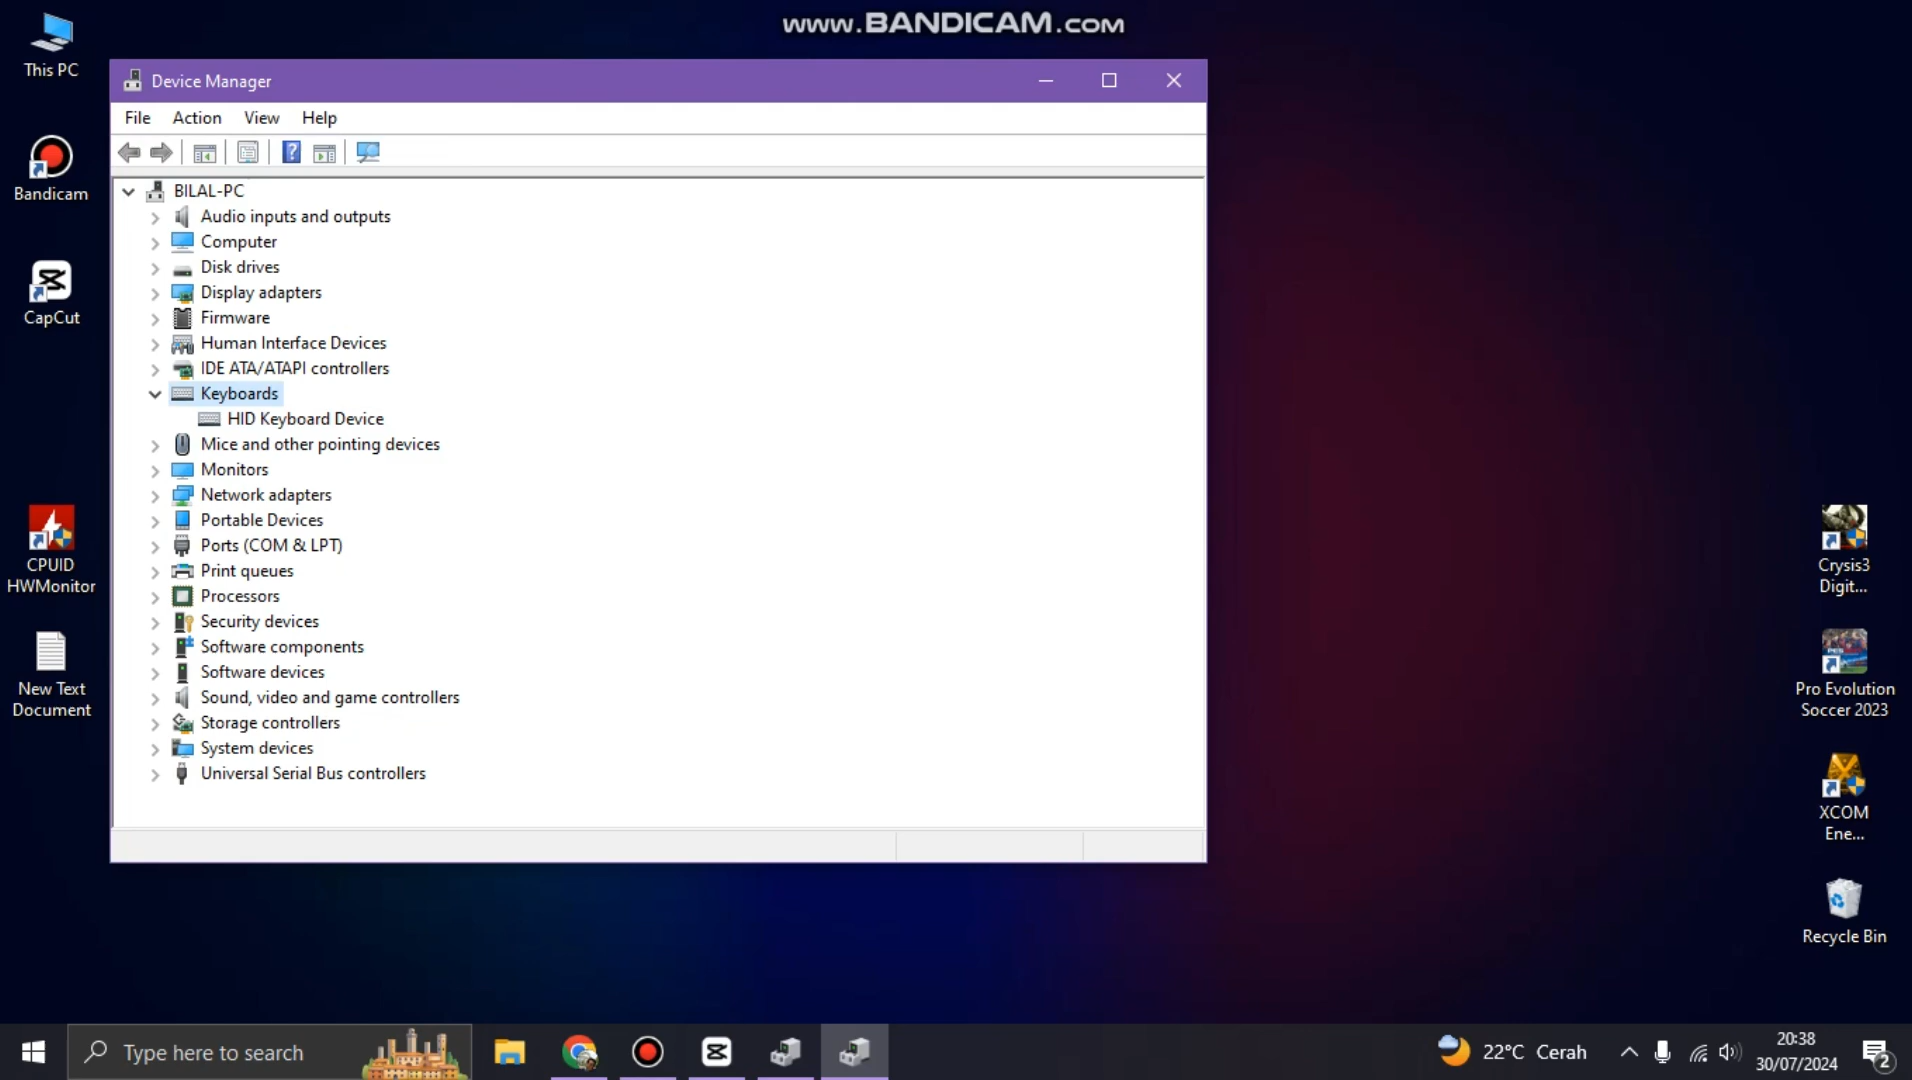 www.BANDICAM.com
This PC
Bandicam
CapCut
CPUID
HWMonitor
New Text
Document
Device Manager
File Action View Help
BILAL-PC
Audio inputs and outputs
Computer
Disk drives
Display adapters
Firmware
Human Interface Devices
IDE ATA/ATAPI controllers
Keyboards
HID Keyboard Device
Mice and other pointing devices
Monitors
Network adapters
Portable Devices
Ports (COM & LPT)
Print queues
Processors
Security devices
Software components
Software devices
Sound, video and game controllers
Storage controllers
System devices
Universal Serial Bus controllers
Crysis3
Digit...
Pro Evolution
Soccer 2023
XCOM
Ene...
Recycle Bin
Type here to search
22°C Cerah
20:38
30/07/2024
2